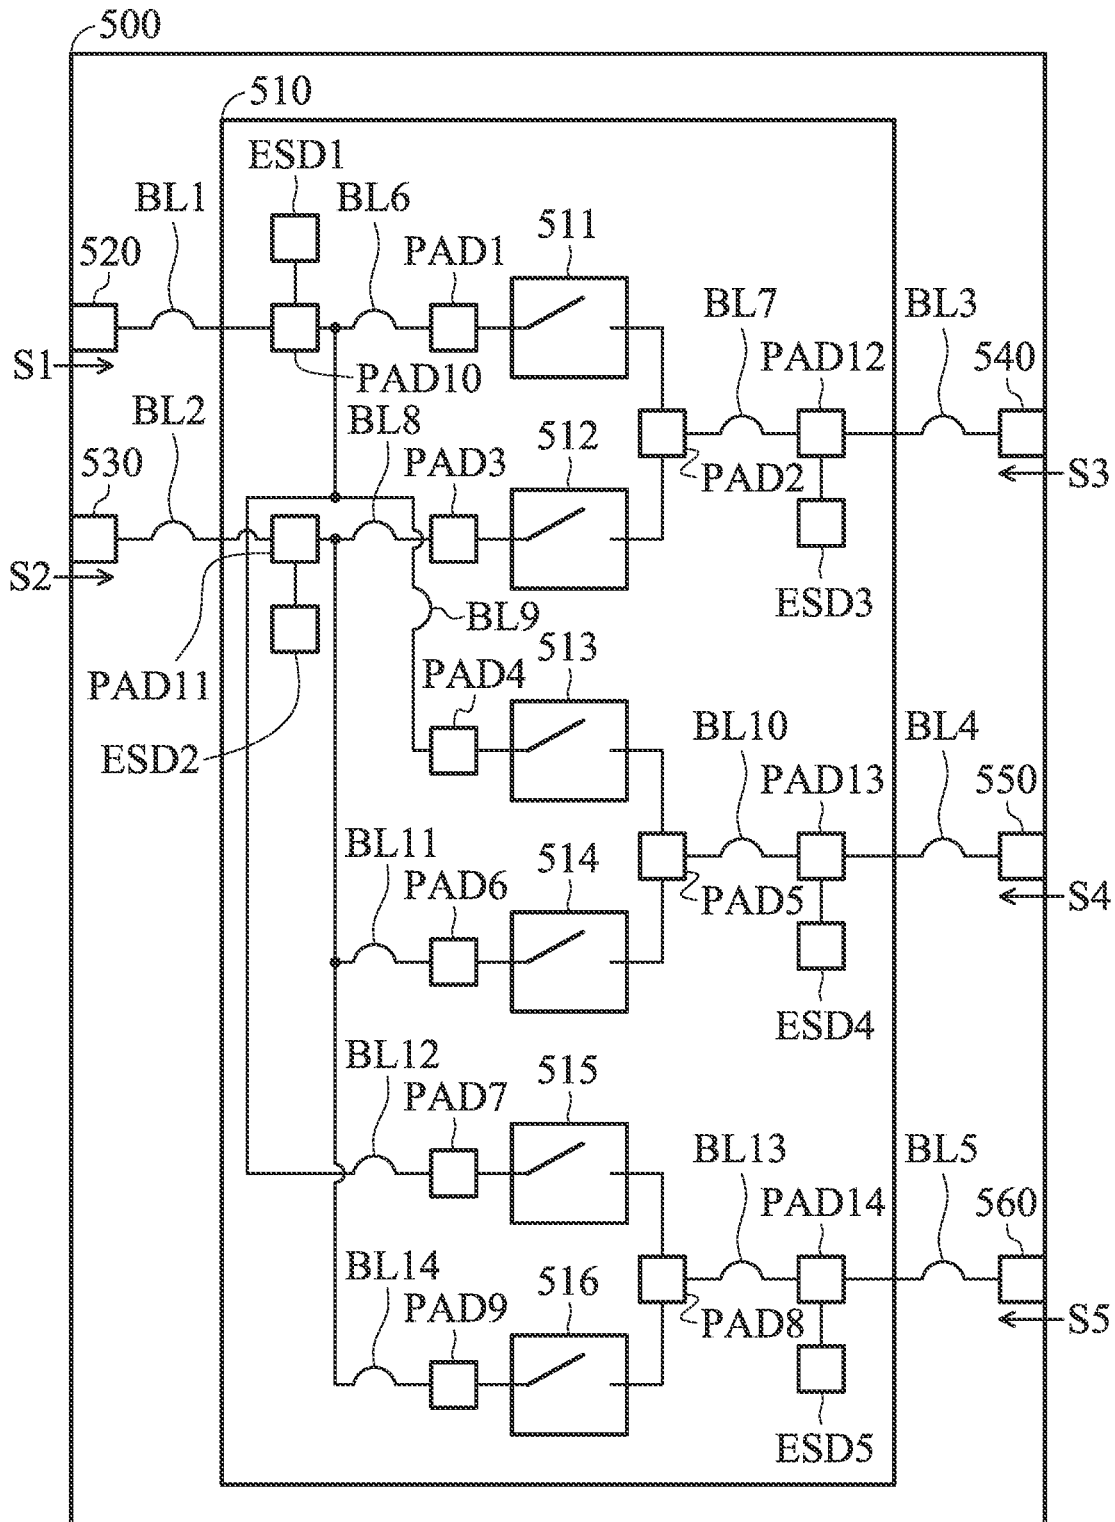 500
510
ESD1
BL1
BL6
511
520
PAD1
BL7
BL3
S1
PAD10
PAD12
540
BL2
BL8
512
530
PAD3
PAD2
S3
S2
BL9
ESD3
513
PAD11
PAD4
ESD2
BL10
BL4
PAD13
550
BL11
514
PAD6
PAD5
S4
ESD4
BL12
515
PAD7
BL13
BL5
PAD14
560
BL14
516
PAD9
PAD8
S5
ESD5